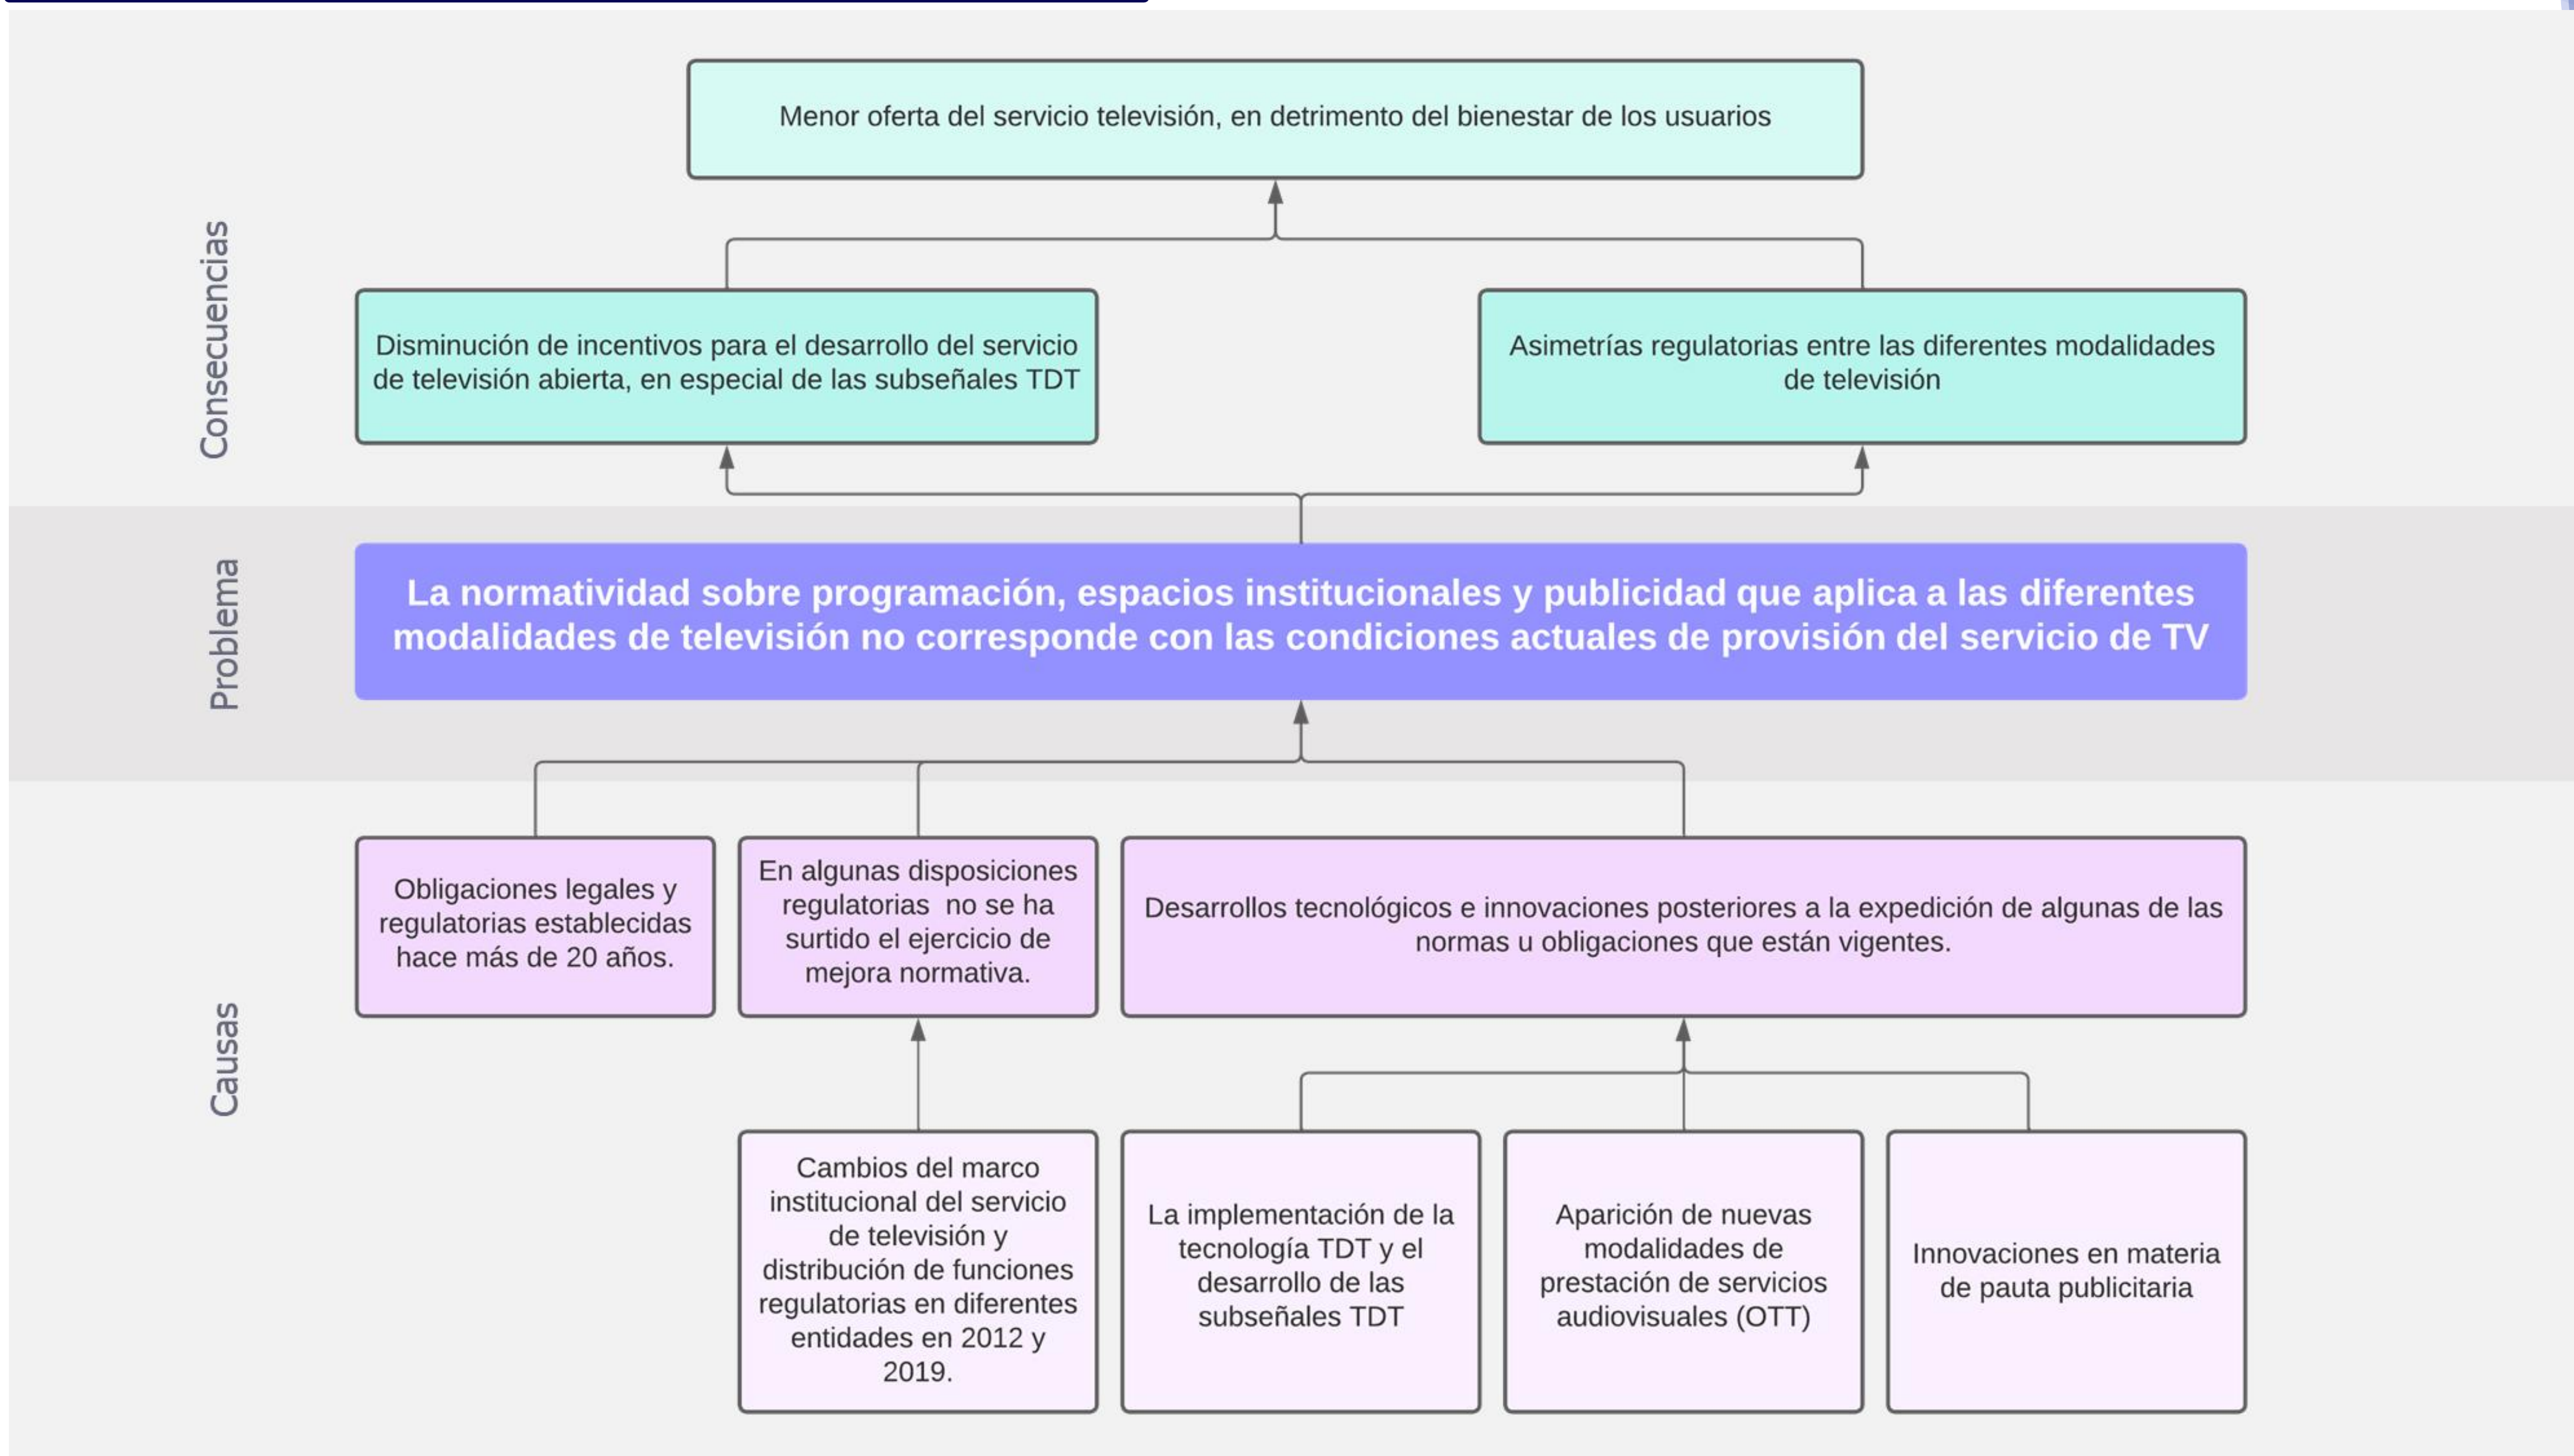 Consecuencias
Menor oferta del servicio televisión, en detrimento del bienestar de los usuarios
Disminución de incentivos para el desarrollo del servicio
de televisión abierta, en especial de las subseñales TDT
Asimetrías regulatorias entre las diferentes modalidades
de televisión
Problema
La normatividad sobre programación, espacios institucionales y publicidad que aplica a las diferentes
modalidades de televisión no corresponde con las condiciones actuales de provisión del servicio de TV
Causas
Obligaciones legales y
regulatorias establecidas
hace más de 20 años.
En algunas disposiciones
regulatorias no se ha
surtido el ejercicio de
mejora normativa.
Desarrollos tecnológicos e innovaciones posteriores a la expedición de algunas de las
normas u obligaciones que están vigentes.
Cambios del marco
institucional del servicio
de televisión y
distribución de funciones
regulatorias en diferentes
entidades en 2012 y
2019.
La implementación de la
tecnología TDT y el
desarrollo de las
subseñales TDT
Aparición de nuevas
modalidades de
prestación de servicios
audiovisuales (OTT)
Innovaciones en materia
de pauta publicitaria